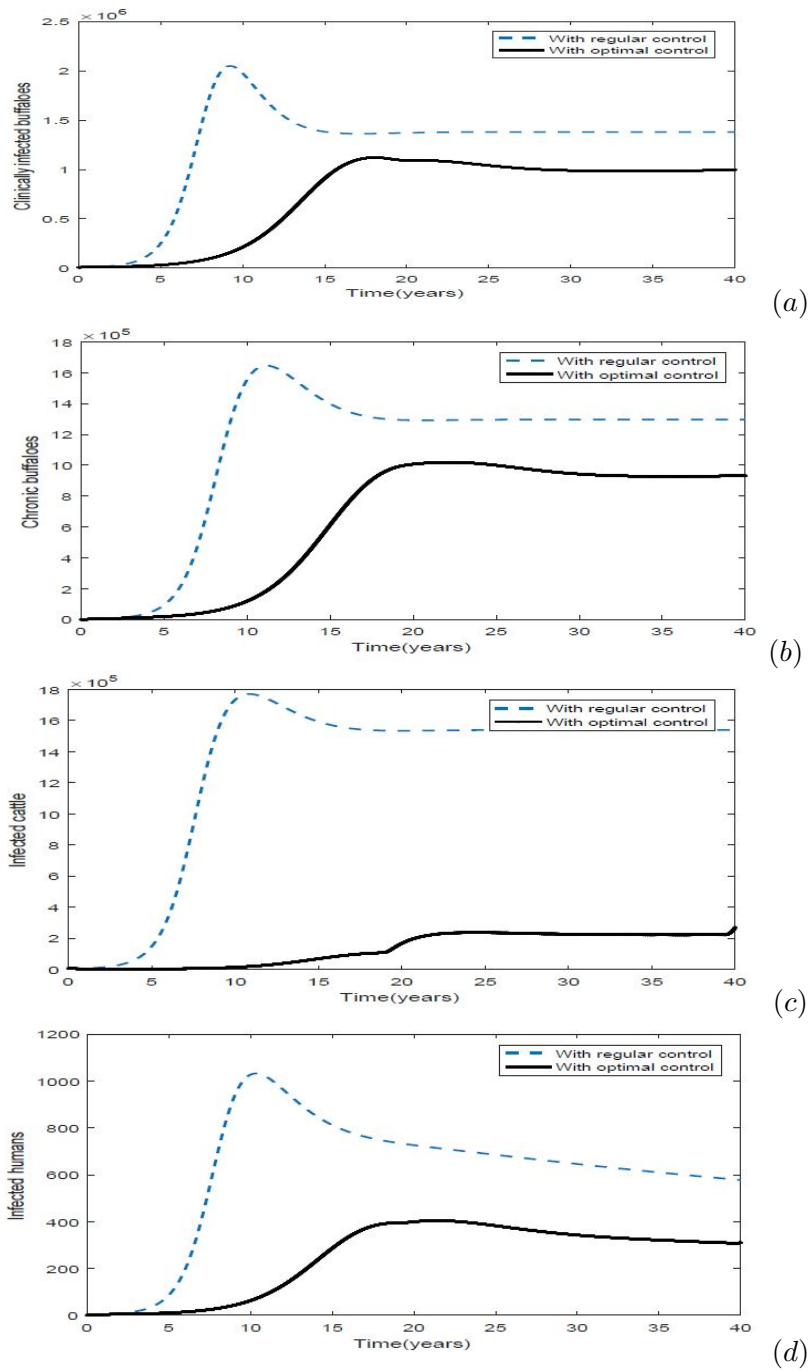 × 10⁶
2.5
2
1.5
1
0.5
0
Clinically infected buffaloes
With regular control
With optimal control
0 5 10 15 20 25 30 35 40
Time(years)
(a)
× 10⁵
18
16
14
12
10
8
6
4
2
0
Chronic buffaloes
With regular control
With optimal control
0 5 10 15 20 25 30 35 40
Time(years)
(b)
× 10⁵
18
16
14
12
10
8
6
4
2
0
Infected cattle
With regular control
With optimal control
0 5 10 15 20 25 30 35 40
Time(years)
(c)
1200
1000
800
600
400
200
0
Infected humans
With regular control
With optimal control
0 5 10 15 20 25 30 35 40
Time(years)
(d)